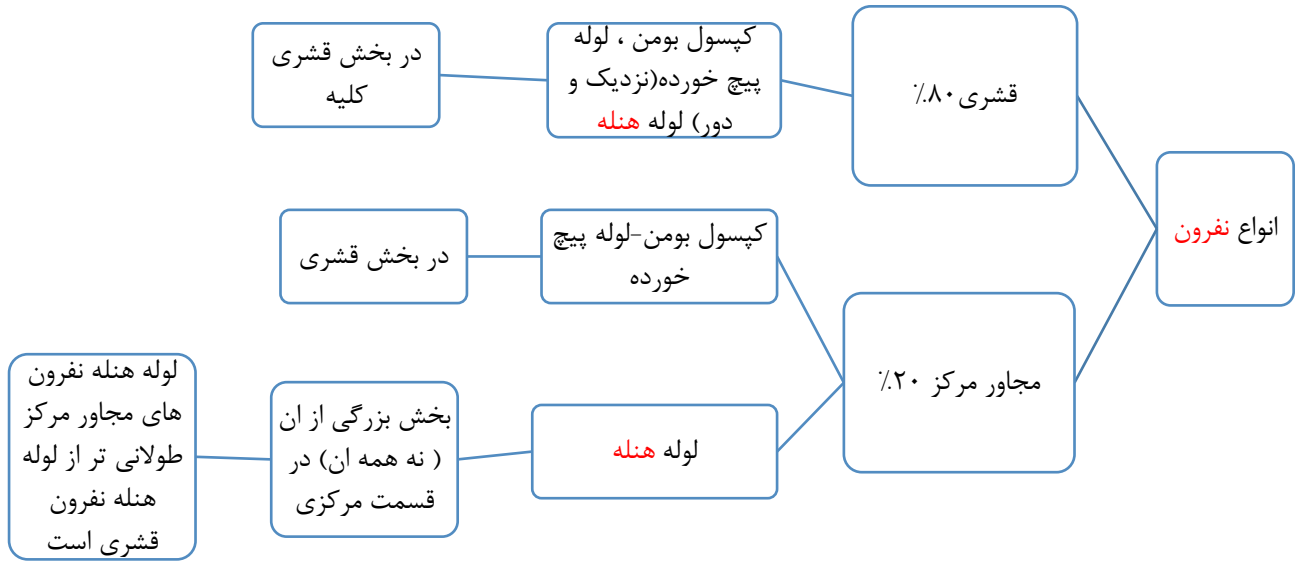 انواع نفرون
قشری ۸۰٪
کپسول بومن ، لوله
پیچ خورده(نزدیک و
دور) لوله هنله
در بخش قشری
کلیه
مجاور مرکز ۲۰٪
کپسول بومن-لوله پیچ
خورده
در بخش قشری
لوله هنله
بخش بزرگی از ان
( نه همه ان) در
قسمت مرکزی
لوله هنله نفرون
های مجاور مرکز
طولانی تر از لوله
هنله نفرون
قشری است